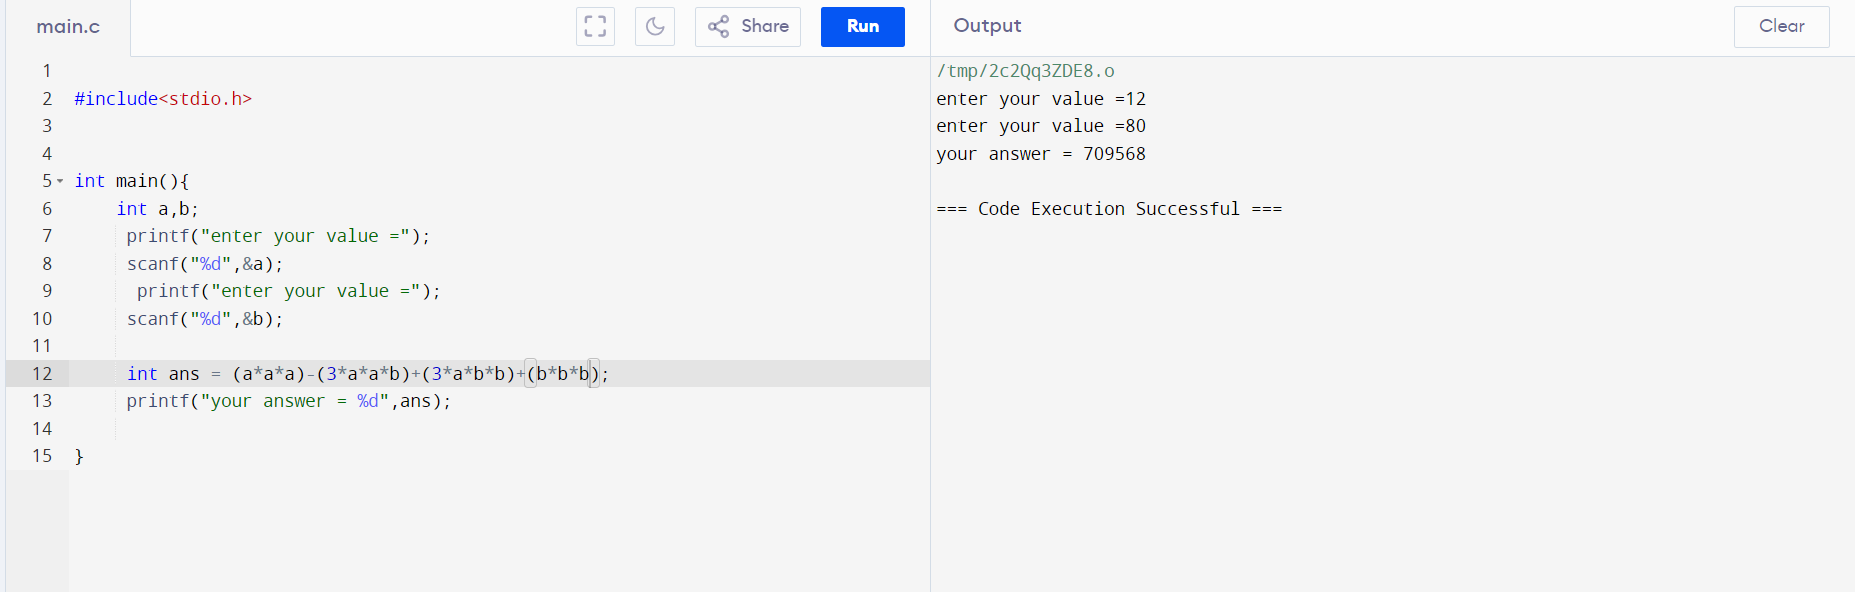 main.c
Share
Run
Output
Clear
1
2 #include<stdio.h>
3
4
5 int main(){
6 int a,b;
7 printf("enter your value =");
8 scanf("%d",&a);
9 printf("enter your value =");
10 scanf("%d",&b);
11
12 int ans = (a*a*a)-(3*a*a*b)+(3*a*b*b)+(b*b*b);
13 printf("your answer = %d",ans);
14
15 }
/tmp/2c2Qq3ZDE8.o
enter your value =12
enter your value =80
your answer = 709568
=== Code Execution Successful ===